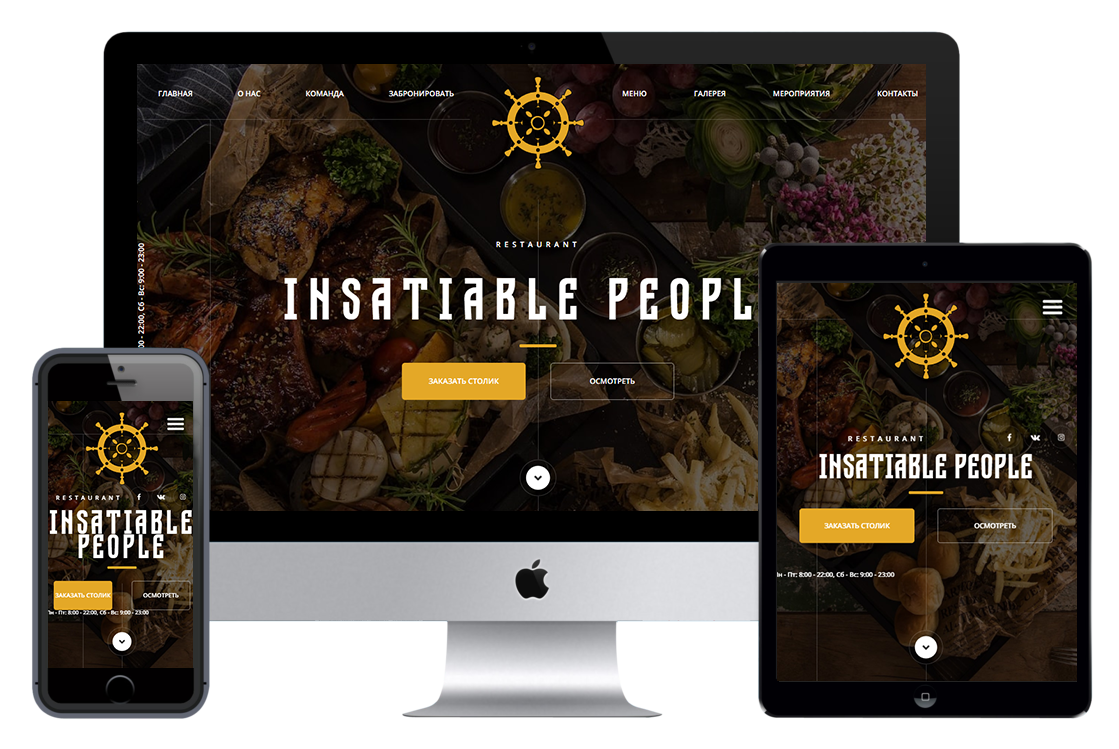 ГЛАВНАЯ О НАС КОМАНДА ЗАБРОНИРОВАТЬ МЕНЮ ГАЛЕРЕЯ МЕРОПРИЯТИЯ КОНТАКТЫ
RESTAURANT
INSATIABLE PEOPL
ЗАКАЗАТЬ СТОЛИК ОСМОТРЕТЬ
00 - 22:00, Сб - Вс: 9:00 - 23:00
RESTAURANT
INSATIABLE
PEOPLE
ЗАКАЗАТЬ СТОЛИК ОСМОТРЕТЬ
Пн - Пт: 8:00 - 22:00, Сб - Вс: 9:00 - 23:00
RESTAURANT
INSATIABLE PEOPLE
ЗАКАЗАТЬ СТОЛИК ОСМОТРЕТЬ
Пн - Пт: 8:00 - 22:00, Сб - Вс: 9:00 - 23:00